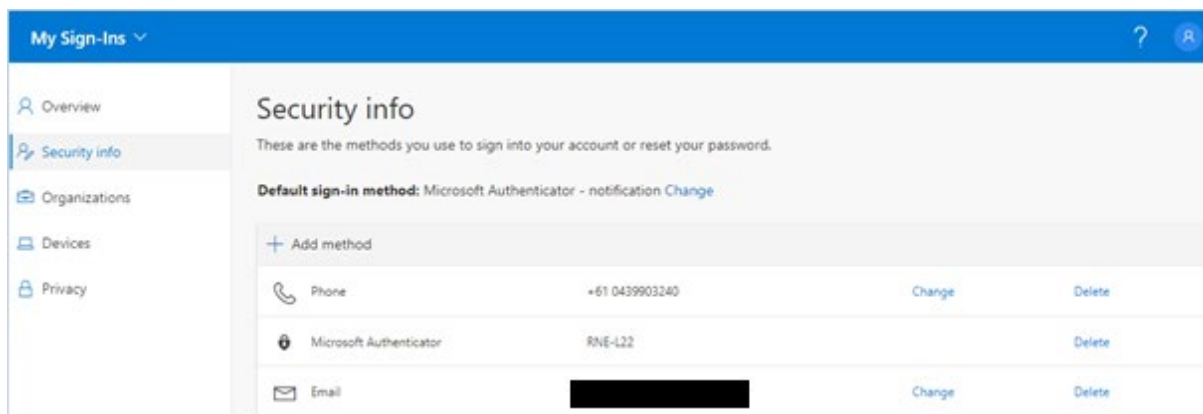 My Sign-Ins
?
Overview
Security info
Organizations
Devices
Privacy
Security info
These are the methods you use to sign into your account or reset your password.
Default sign-in method: Microsoft Authenticator - notification Change
+ Add method
Phone +61 0439903240 Change Delete
Microsoft Authenticator RNE-L22 Delete
Email Change Delete